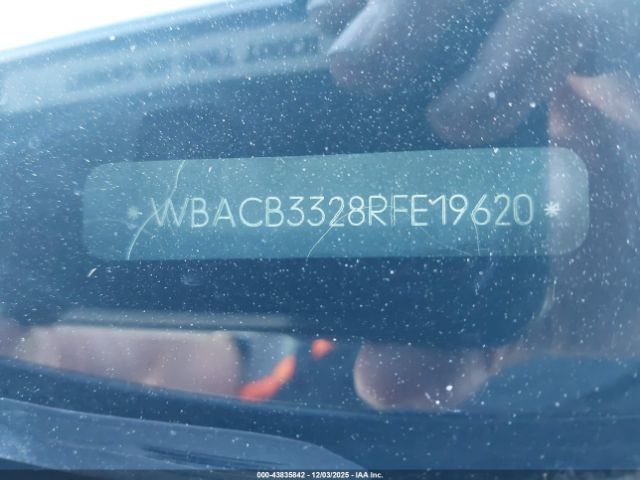 * WBACB3328RFE19620 *
000-43835842 - 12/03/2025 - IAA Inc.